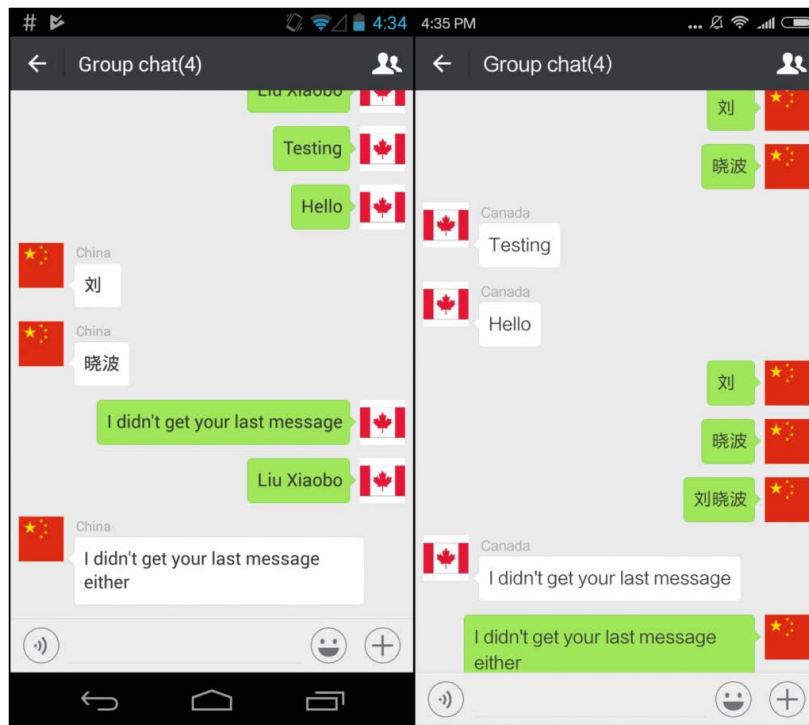 # 4:34
Group chat(4)
Liu Xiaobo
Testing
Hello
China
刘
China
晓波
I didn't get your last message
Liu Xiaobo
China
I didn't get your last message
either
4:35 PM
Group chat(4)
刘
晓波
Canada
Testing
Canada
Hello
刘
晓波
刘晓波
Canada
I didn't get your last message
I didn't get your last message
either